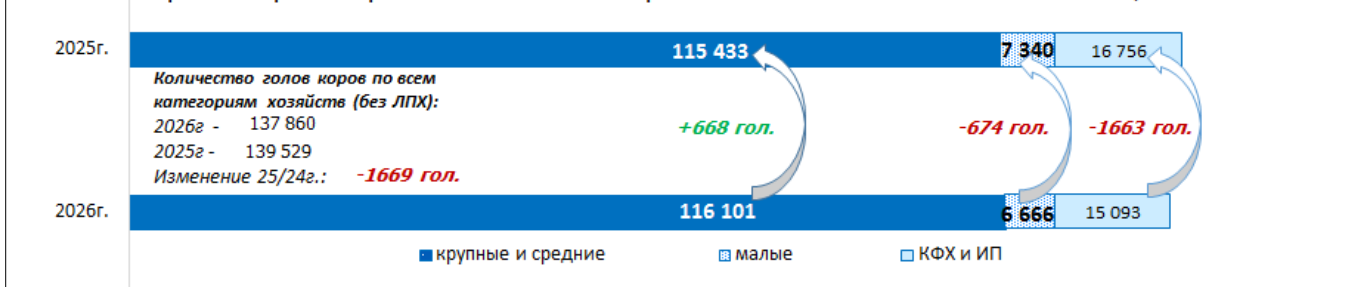 2025г.
115 433
7 340
16 756
Количество голов коров по всем
категориям хозяйств (без ЛПХ):
2026г - 137 860
2025г - 139 529
Изменение 25/24г.: -1669 гол.
+668 гол.
-674 гол.
-1663 гол.
2026г.
116 101
6 666
15 093
крупные и средние
малые
КФХ и ИП